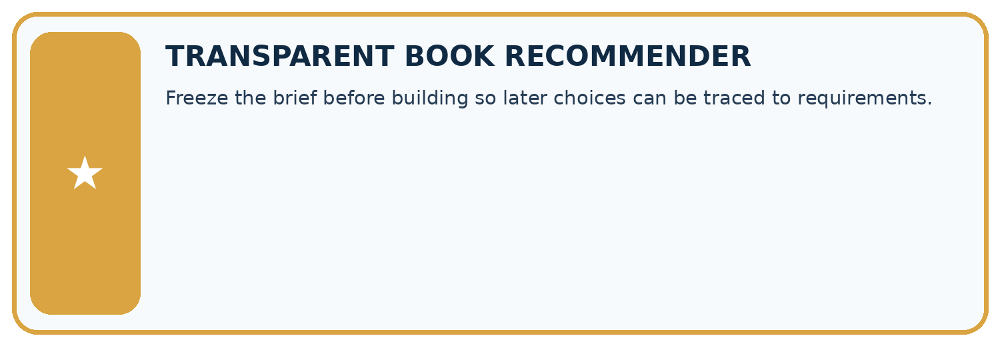 TRANSPARENT BOOK RECOMMENDER
Freeze the brief before building so later choices can be traced to requirements.